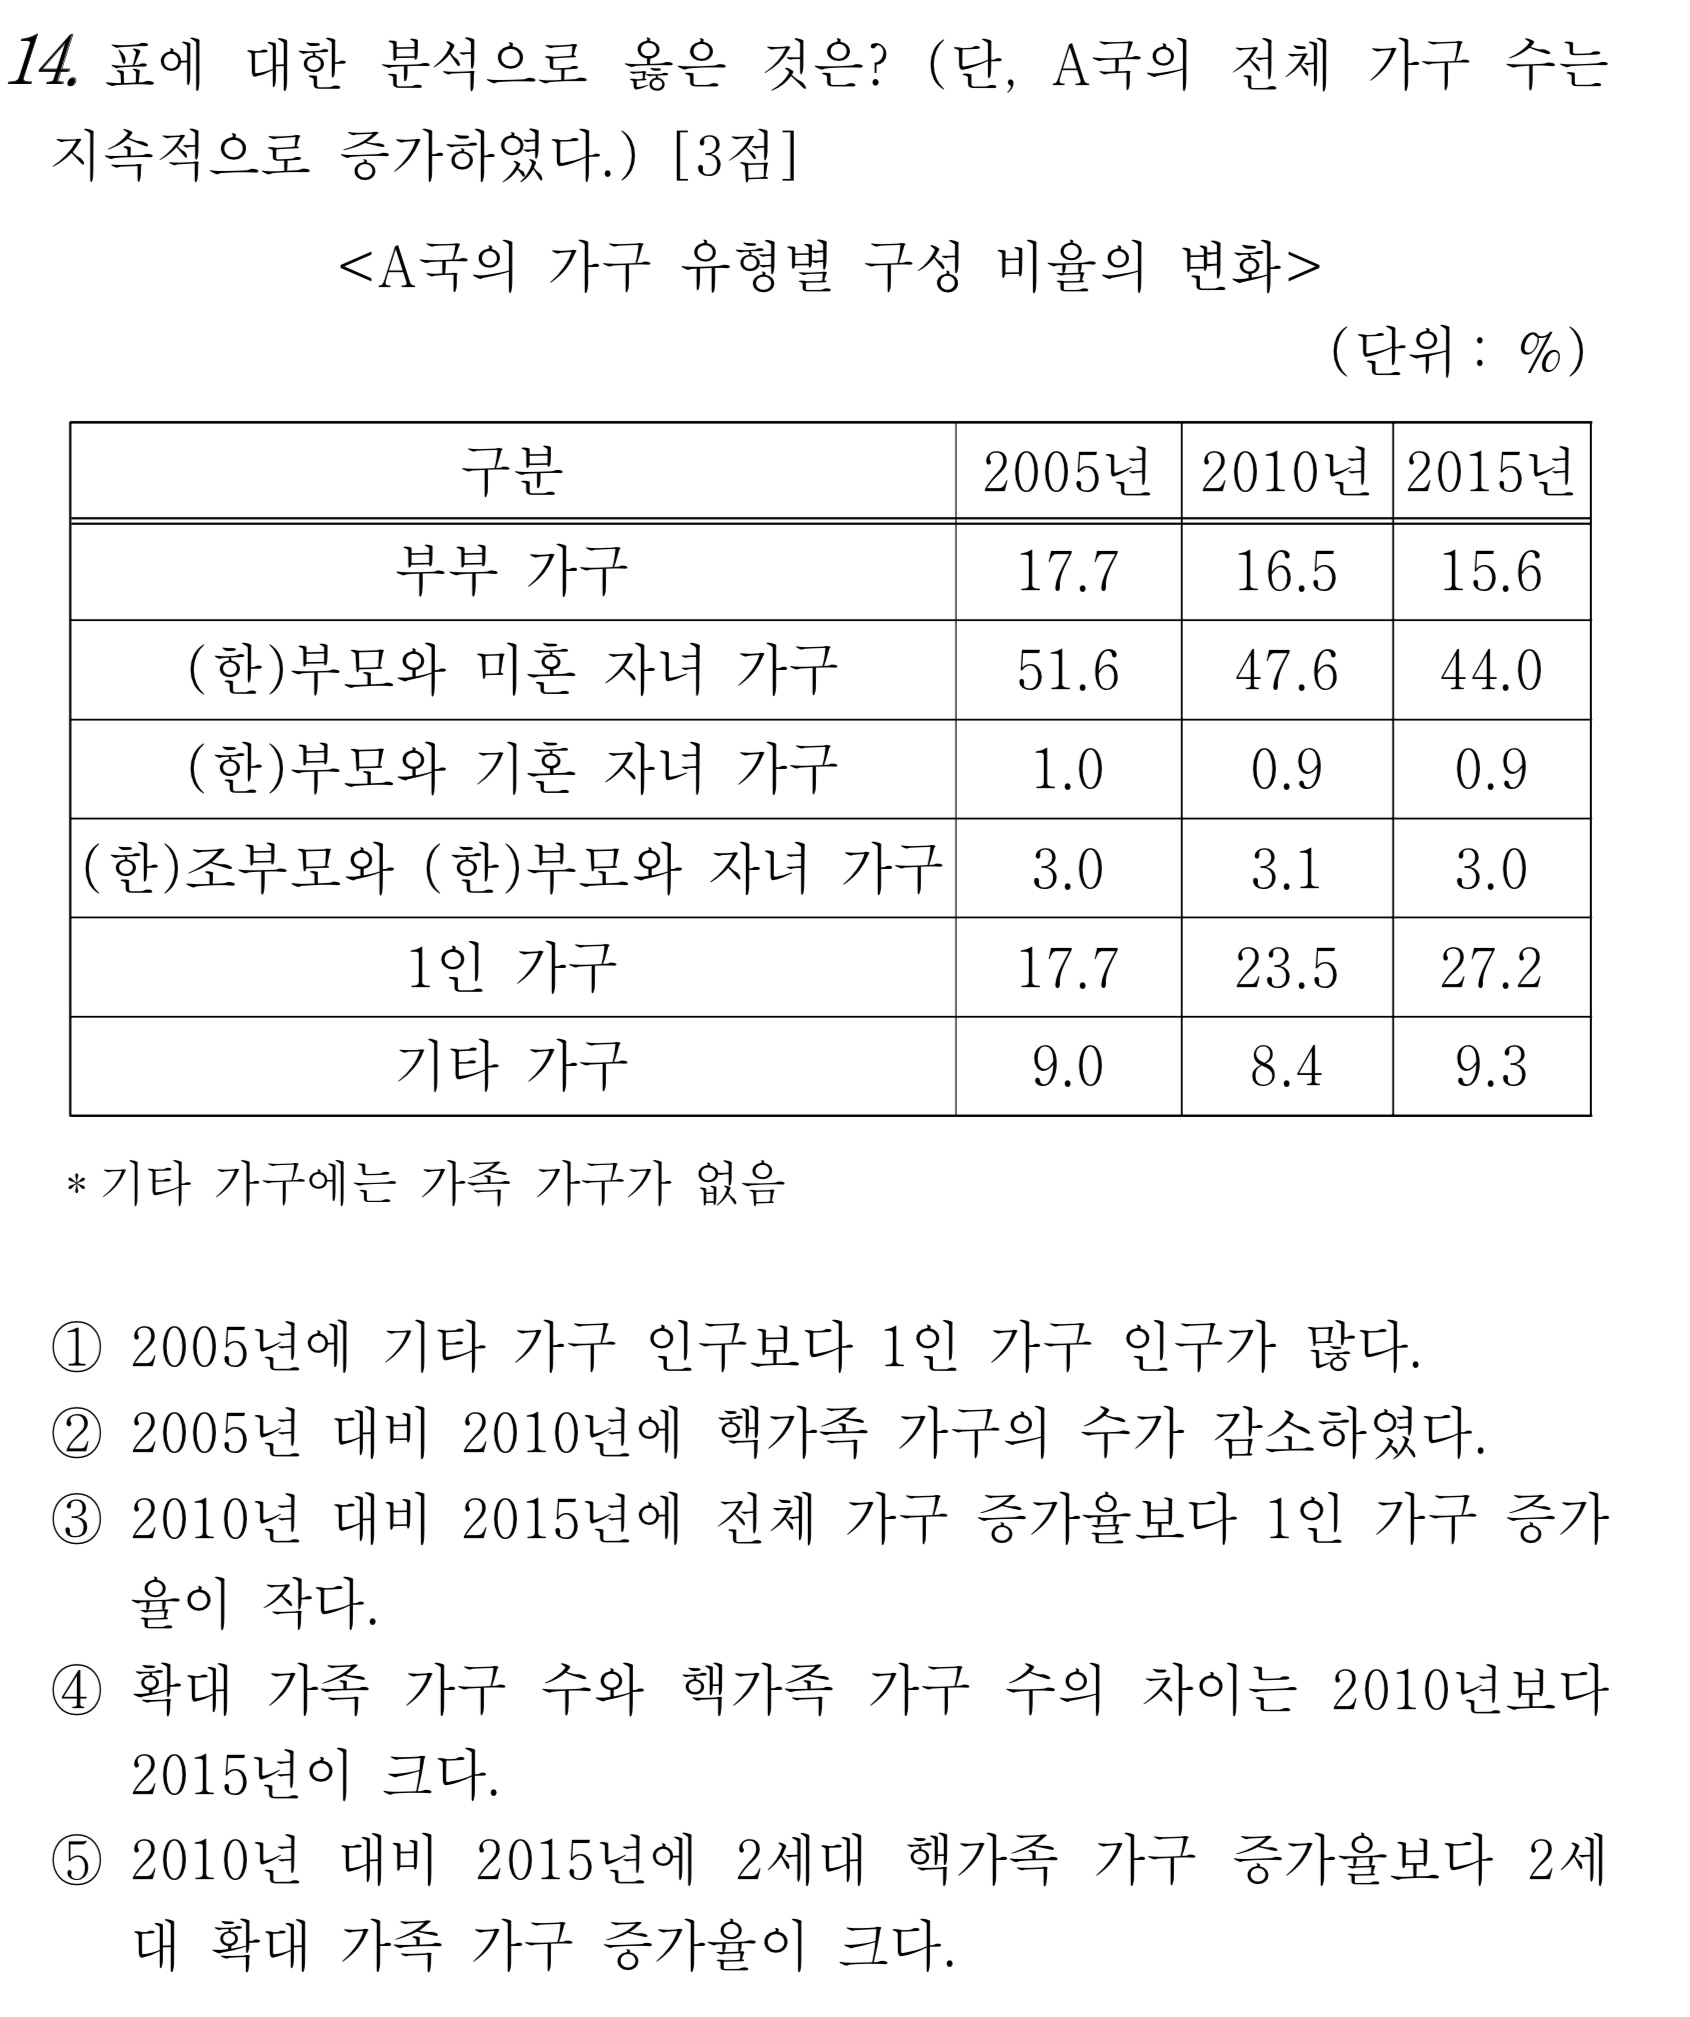 14. 표에 대한 분석으로 옳은 것은? (단, A국의 전체 가구 수는
지속적으로 증가하였다.) [3점]
<A국의 가구 유형별 구성 비율의 변화>
(단위 : %)
구분 2005년 2010년 2015년
부부 가구 17.7 16.5 15.6
(한)부모와 미혼 자녀 가구 51.6 47.6 44.0
(한)부모와 기혼 자녀 가구 1.0 0.9 0.9
(한)조부모와 (한)부모와 자녀 가구 3.0 3.1 3.0
1인 가구 17.7 23.5 27.2
기타 가구 9.0 8.4 9.3
* 기타 가구에는 가족 가구가 없음
① 2005년에 기타 가구 인구보다 1인 가구 인구가 많다.
② 2005년 대비 2010년에 핵가족 가구의 수가 감소하였다.
③ 2010년 대비 2015년에 전체 가구 증가율보다 1인 가구 증가
율이 작다.
④ 확대 가족 가구 수와 핵가족 가구 수의 차이는 2010년보다
2015년이 크다.
⑤ 2010년 대비 2015년에 2세대 핵가족 가구 증가율보다 2세
대 확대 가족 가구 증가율이 크다.